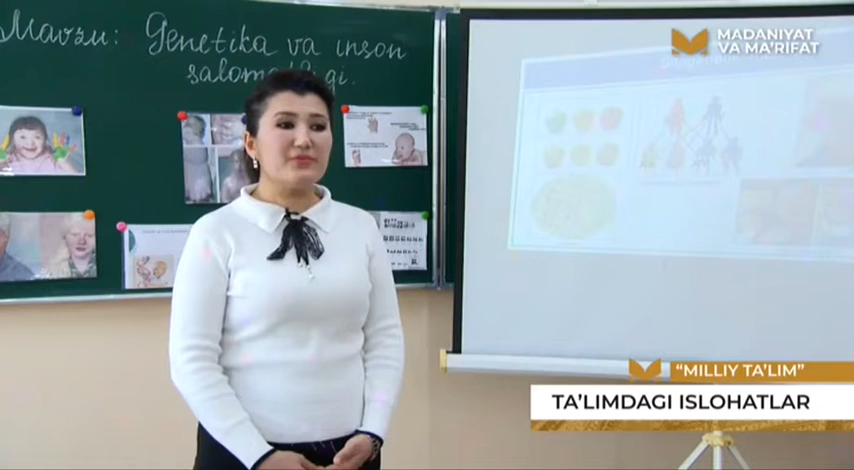 Mavzu: Genetika va inson
salomatligi
MADANIYAT
VA MA'RIFAT
"MILLIY TA'LIM"
TA'LIMDAGI ISLOHATLAR